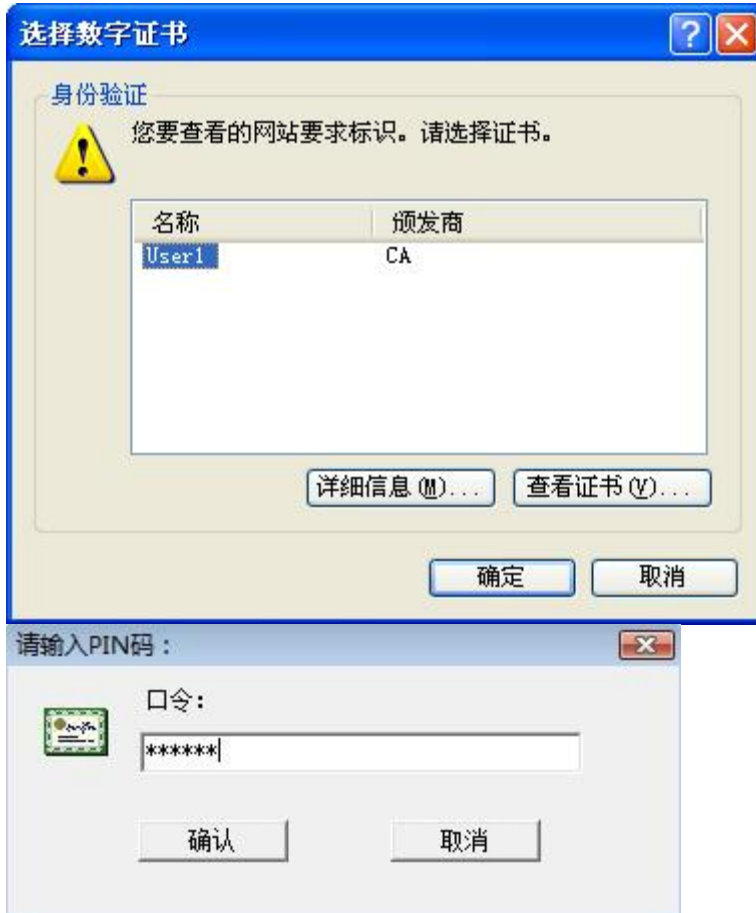 选择数字证书
身份验证
您要查看的网站要求标识。请选择证书。
名称 颁发商
User1 CA
详细信息(M)... 查看证书(V)...
确定 取消
请输入PIN码：
口令:
******
确认 取消